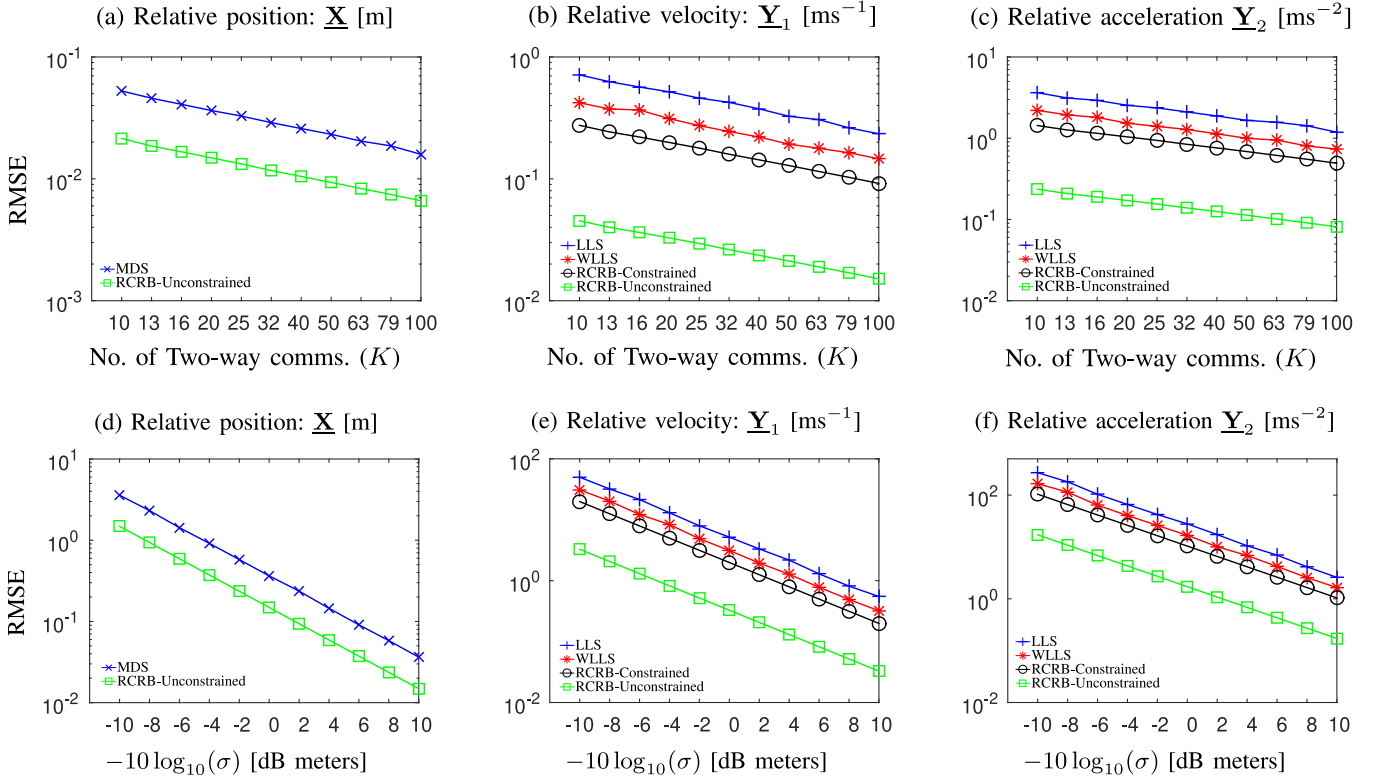 (a) Relative position: X [m]
(b) Relative velocity: Y₁ [ms⁻¹]
(c) Relative acceleration Y₂ [ms⁻²]
RMSE
10⁻¹
10⁻²
10⁻³
MDS
RCRB-Unconstrained
10 13 16 20 25 32 40 50 63 79 100
No. of Two-way comms. (K)
10⁰
10⁻¹
10⁻²
LLS
WLLS
RCRB-Constrained
RCRB-Unconstrained
10 13 16 20 25 32 40 50 63 79 100
No. of Two-way comms. (K)
10¹
10⁰
10⁻¹
10⁻²
LLS
WLLS
RCRB-Constrained
RCRB-Unconstrained
10 13 16 20 25 32 40 50 63 79 100
No. of Two-way comms. (K)
(d) Relative position: X [m]
(e) Relative velocity: Y₁ [ms⁻¹]
(f) Relative acceleration Y₂ [ms⁻²]
RMSE
10¹
10⁰
10⁻¹
10⁻²
MDS
RCRB-Unconstrained
-10 -8 -6 -4 -2 0 2 4 6 8 10
−10 log₁₀(σ) [dB meters]
10²
10⁰
10⁻²
LLS
WLLS
RCRB-Constrained
RCRB-Unconstrained
-10 -8 -6 -4 -2 0 2 4 6 8 10
−10 log₁₀(σ) [dB meters]
10²
10⁰
10⁻²
LLS
WLLS
RCRB-Constrained
RCRB-Unconstrained
-10 -8 -6 -4 -2 0 2 4 6 8 10
−10 log₁₀(σ) [dB meters]